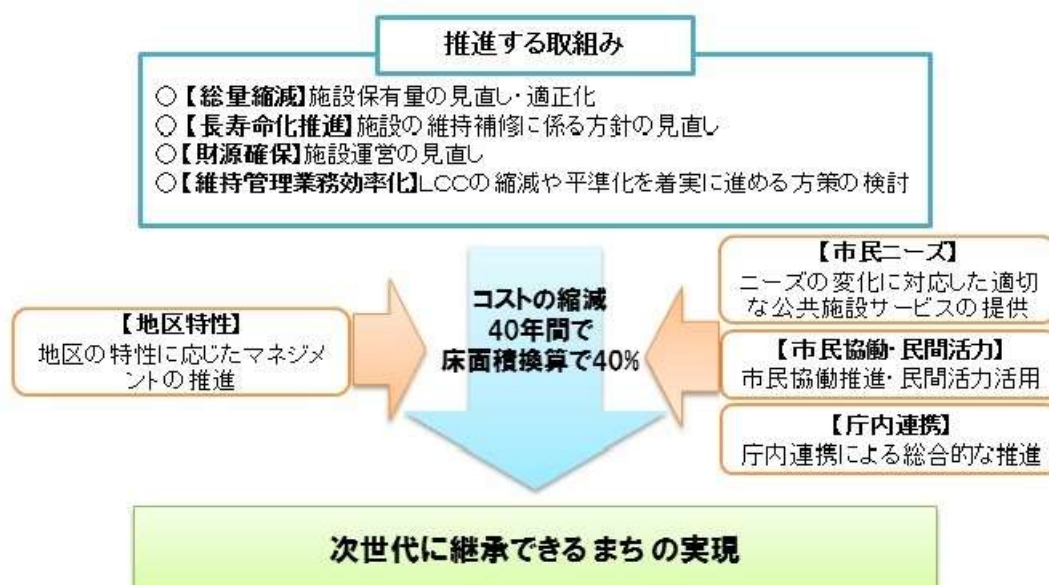 推進する取組み
○【総量縮減】施設保有量の見直し・適正化
○【長寿命化推進】施設の維持補修に係る方針の見直し
○【財源確保】施設運営の見直し
○【維持管理業務効率化】LCCの縮減や平準化を着実に進める方策の検討
コストの縮減
40年間で
床面積換算で40%
【地区特性】
地区の特性に応じたマネジメ
ントの推進
【市民ニーズ】
ニーズの変化に対応した適切
な公共施設サービスの提供
【市民協働・民間活力】
市民協働推進・民間活力活用
【庁内連携】
庁内連携による総合的な推進
次世代に継承できるまちの実現